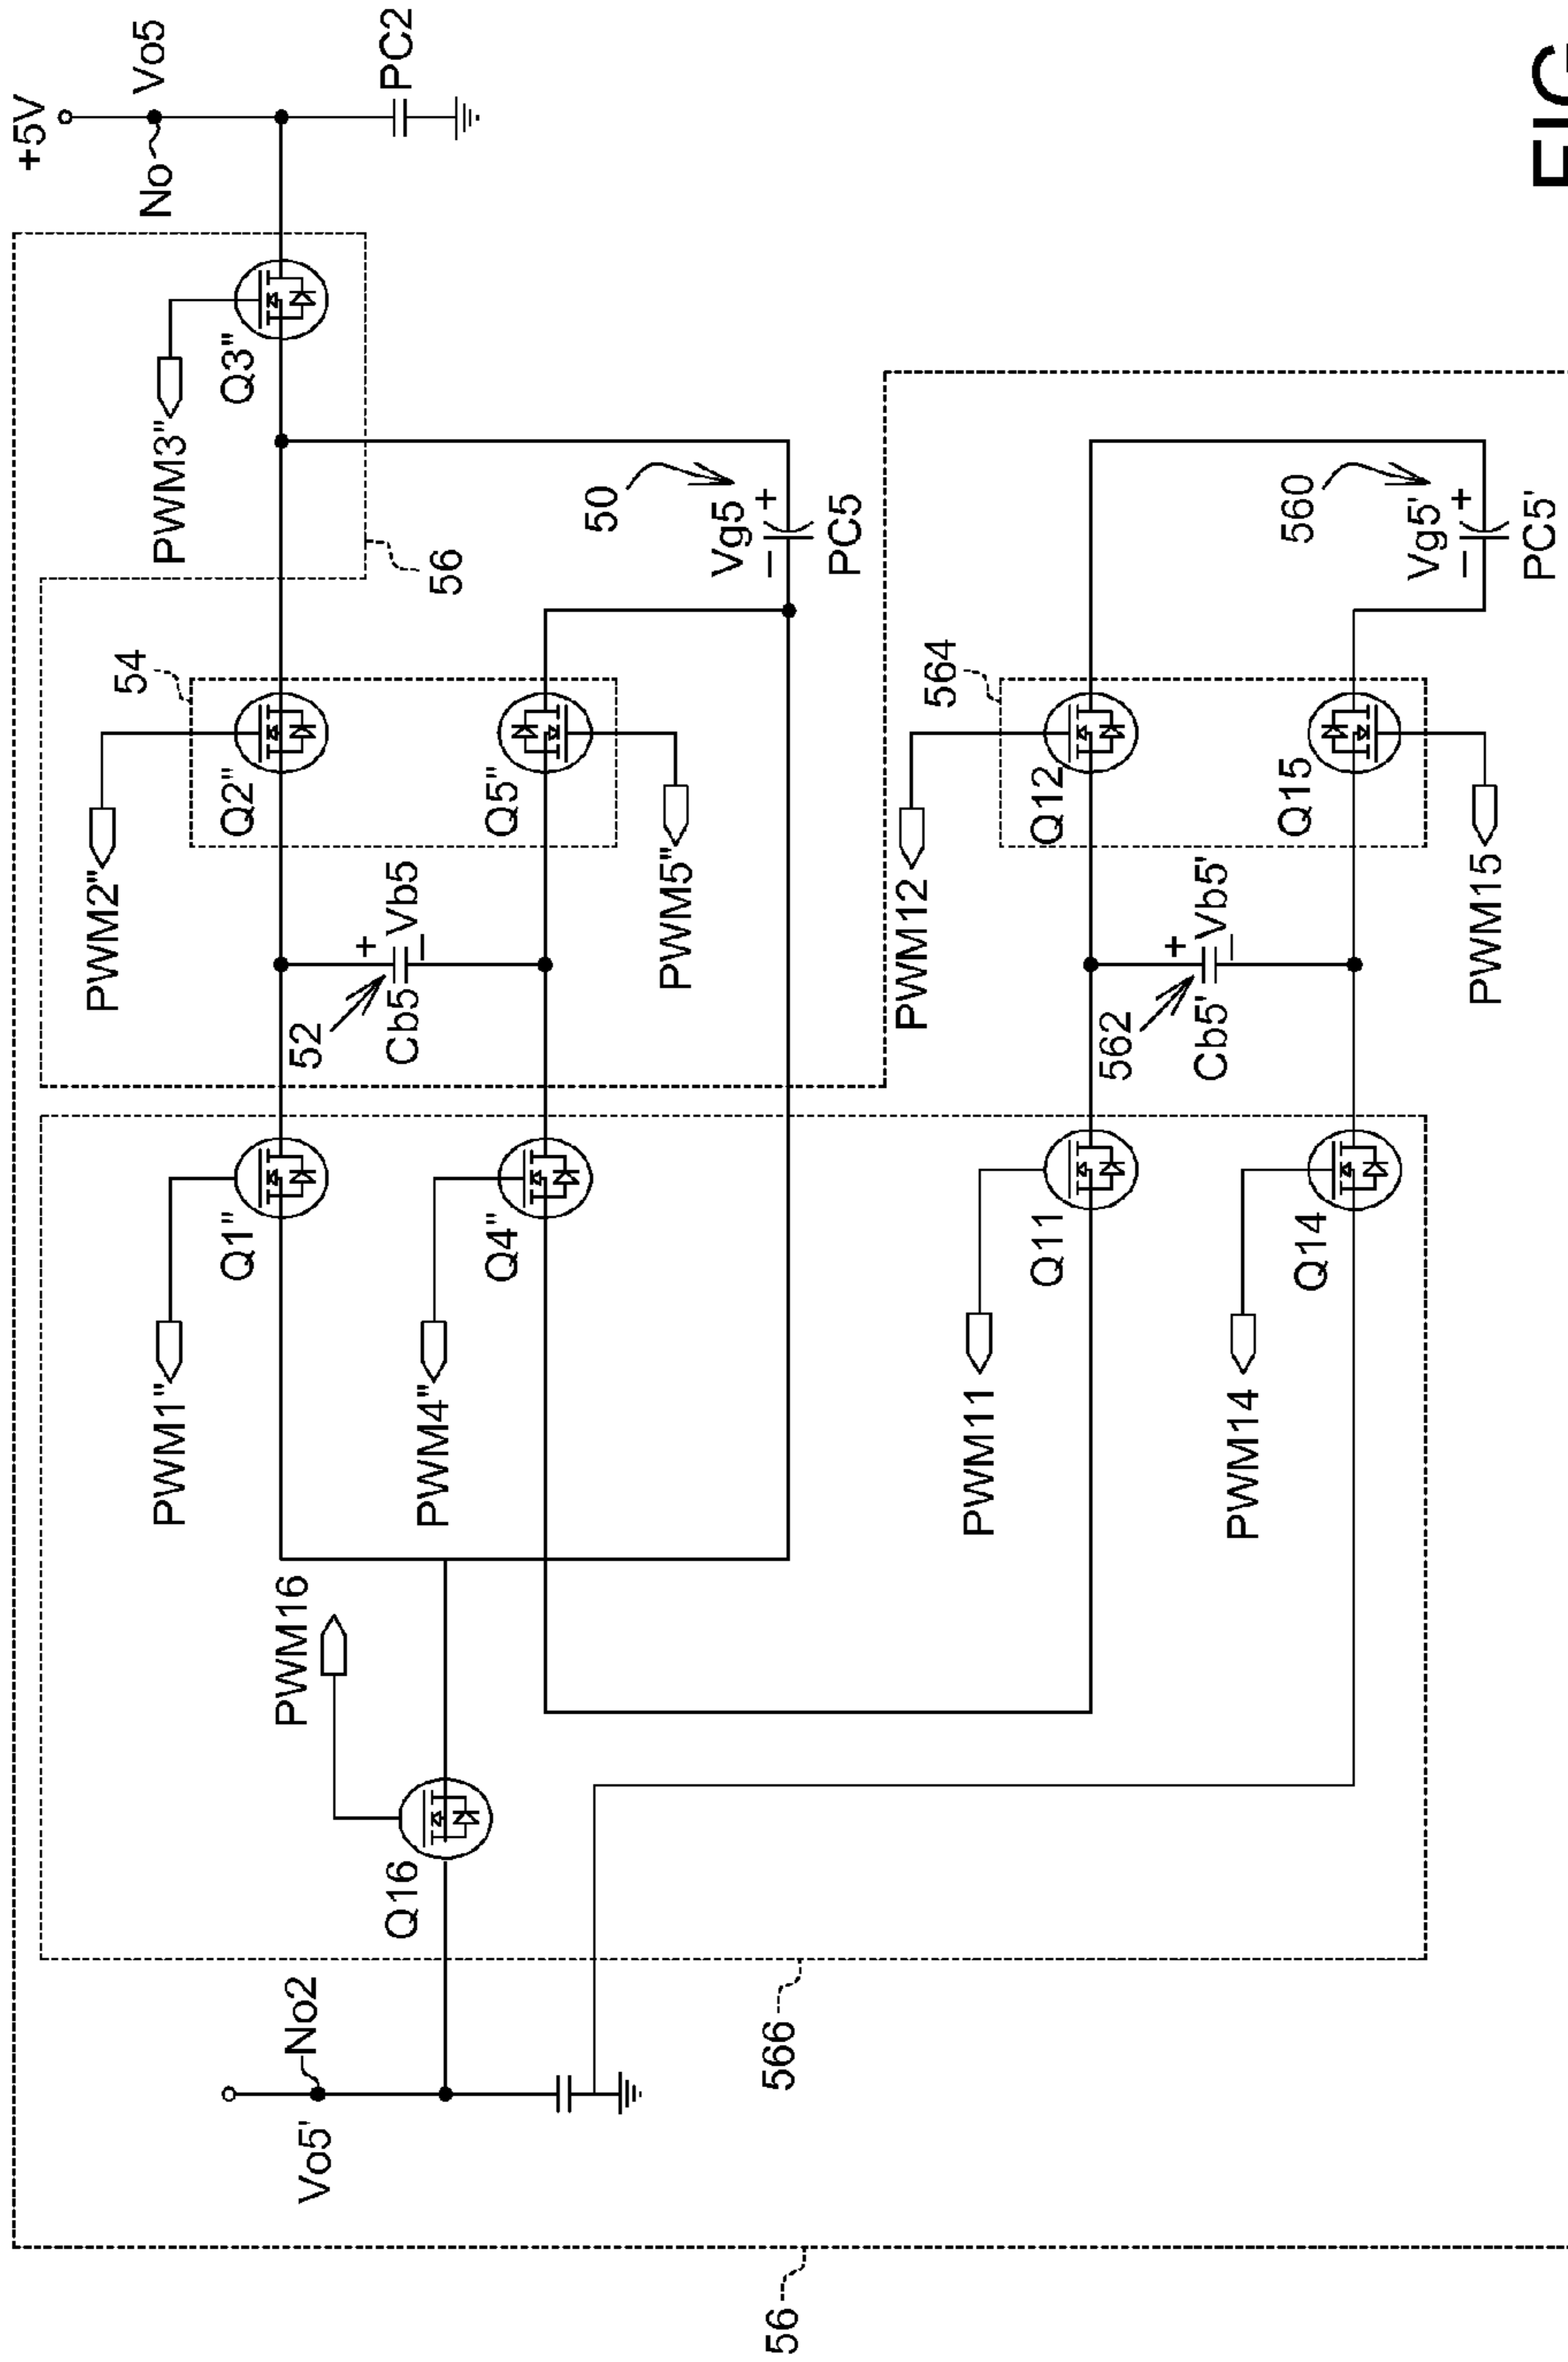 +5V
Vo5
No
PC2
PWM3"
Q3"
56
50
Vg5
+
−
PC5
560
Vg5'
+
−
PC5'
54
PWM2"
Q2"
Q5"
PWM5"
564
PWM12
Q12
Q15
PWM15
52
Cb5
+
Vb5
−
562
Cb5'
+
Vb5'
−
PWM1"
Q1"
PWM4"
Q4"
PWM11
Q11
PWM14
Q14
PWM16
Q16
No2
Vo5'
566
56